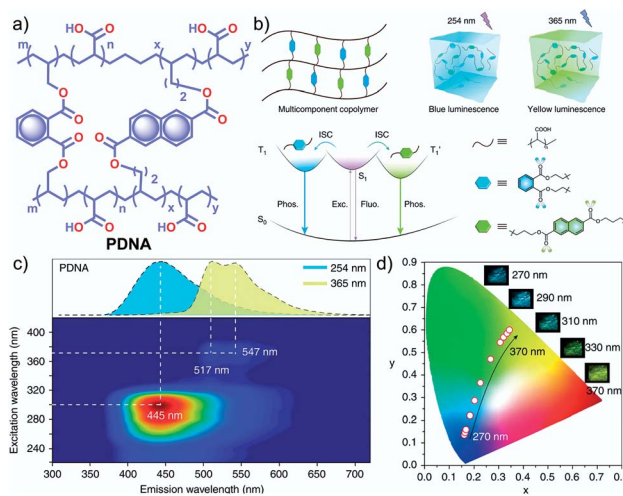 a)
HO
O
O
OH
m
n
x
y
O
O
2
O
O
O
O
O
O
2
m
n
x
y
HO
O
O
OH
PDNA
b)
254 nm
365 nm
Multicomponent copolymer
Blue luminescence
Yellow luminescence
ISC
ISC
T1
T1'
S1
Phos.
Exc.
Fluo.
Phos.
S0
COOH
c)
PDNA
254 nm
365 nm
Excitation wavelength (nm)
400
360
320
280
240
547 nm
517 nm
445 nm
300
400
500
600
700
Emission wavelength (nm)
d)
y
0.9
0.8
0.7
0.6
0.5
0.4
0.3
0.2
0.1
0.0
270 nm
290 nm
310 nm
330 nm
370 nm
370 nm
270 nm
0.0 0.1 0.2 0.3 0.4 0.5 0.6 0.7 0.8
x